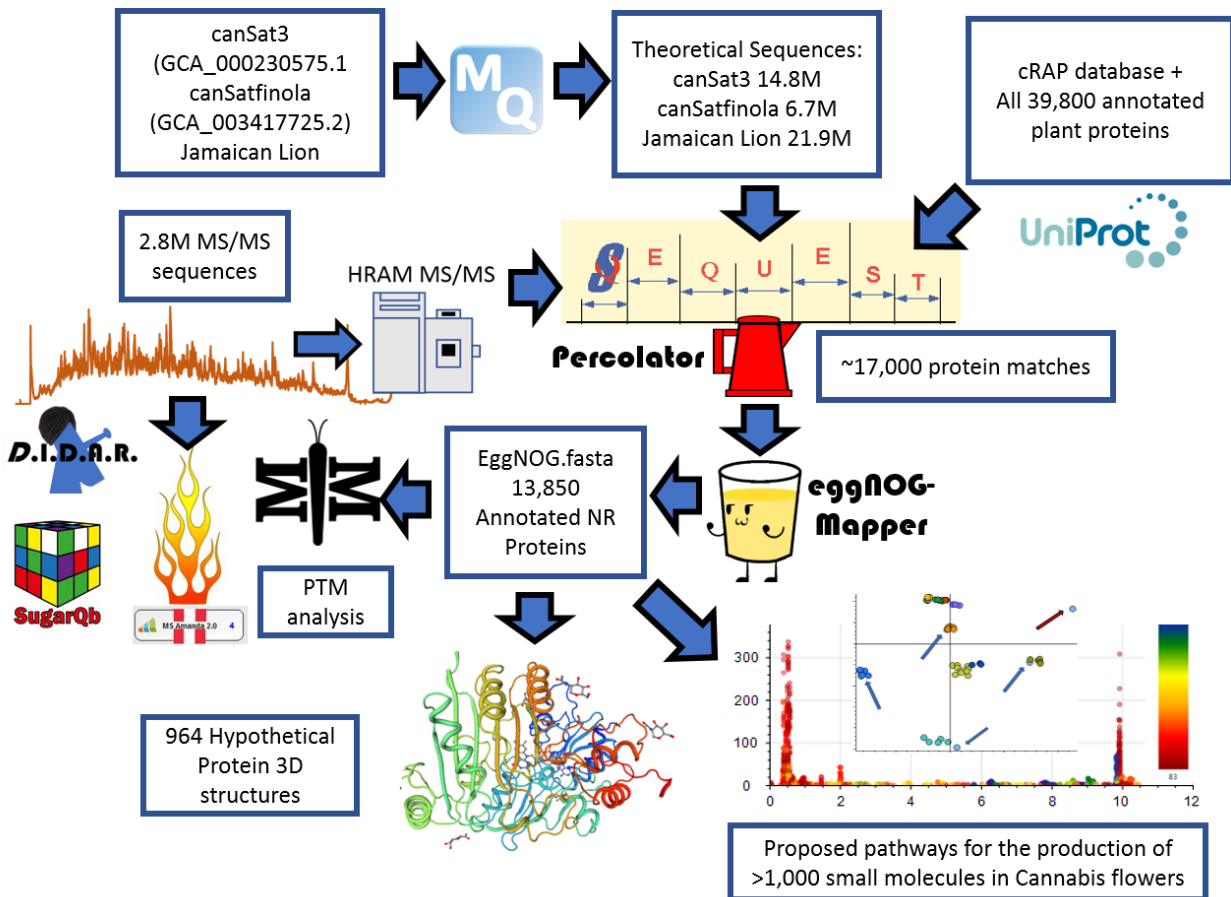 canSat3
(GCA_000230575.1
canSatfinola
(GCA_003417725.2)
Jamaican Lion
MQ
Theoretical Sequences:
canSat3 14.8M
canSatfinola 6.7M
Jamaican Lion 21.9M
cRAP database +
All 39,800 annotated
plant proteins
UniProt
2.8M MS/MS
sequences
HRAM MS/MS
S E Q U E S T
Percolator
~17,000 protein matches
D.I.D.A.R.
SugarQb
MS Amanda 2.0 4
MM
PTM
analysis
EggNOG.fasta
13,850
Annotated NR
Proteins
eggNOG-
Mapper
964 Hypothetical
Protein 3D
structures
300
200
100
0
0 2 4 6 8 10 12
83
Proposed pathways for the production of
>1,000 small molecules in Cannabis flowers